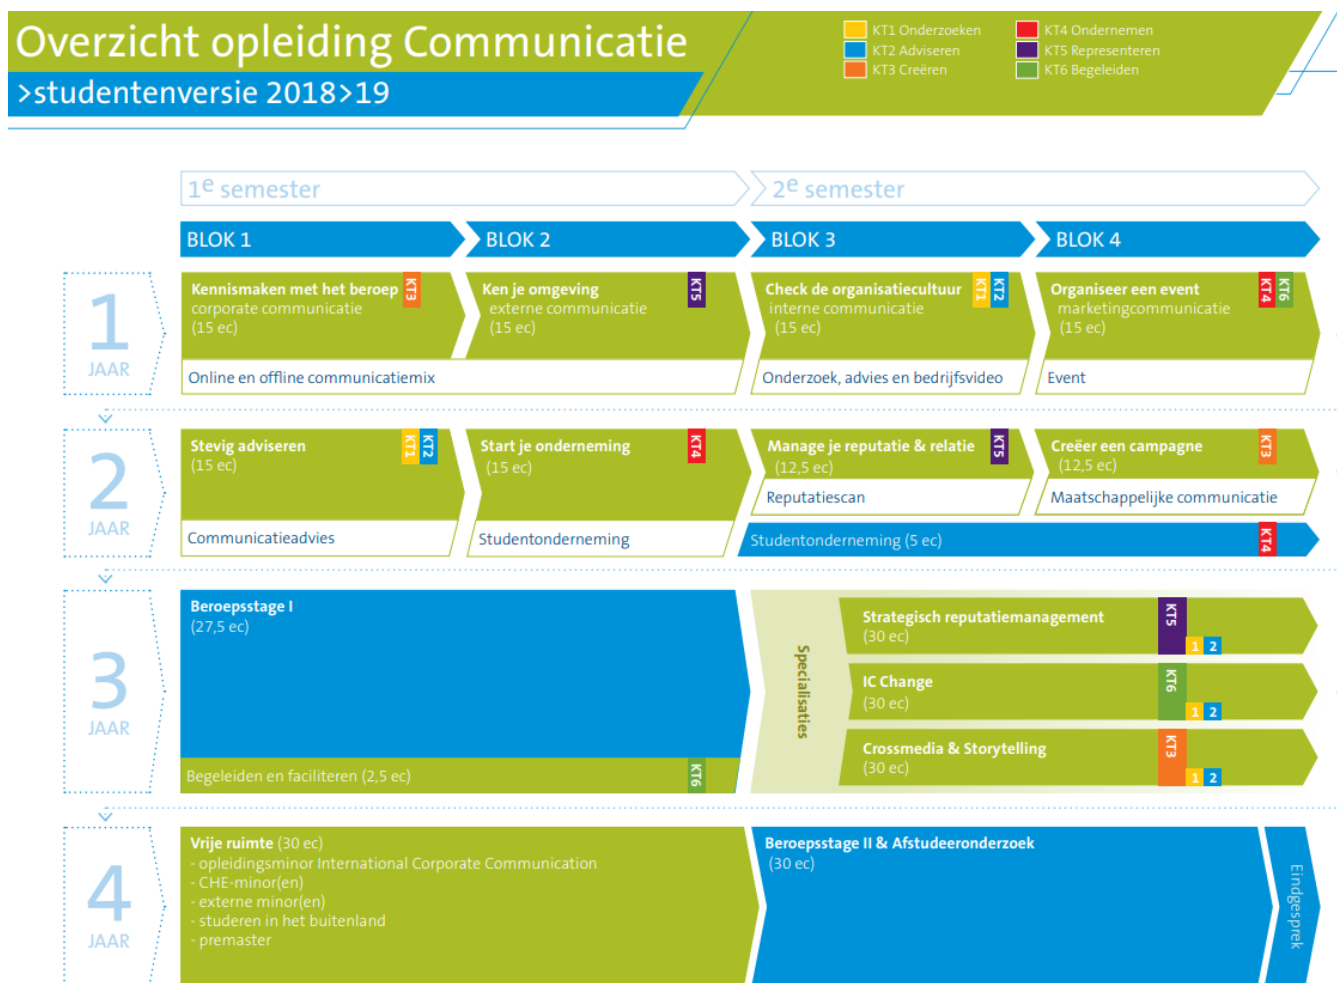 Overzicht opleiding Communicatie
>studentenversie 2018>19
KT1 Onderzoeken
KT2 Adviseren
KT3 Creëren
KT4 Ondernemen
KT5 Representeren
KT6 Begeleiden
1e semester
2e semester
BLOK 1
BLOK 2
BLOK 3
BLOK 4
1
JAAR
Kennismaken met het beroep
corporate communicatie
(15 ec)
KT3
Ken je omgeving
externe communicatie
(15 ec)
KT5
Online en offline communicatiemix
Check de organisatiecultuur
interne communicatie
(15 ec)
KT1
KT2
Onderzoek, advies en bedrijfsvideo
Organiseer een event
marketingcommunicatie
(15 ec)
KT4
KT6
Event
2
JAAR
Stevig adviseren
(15 ec)
KT1
KT2
Communicatieadvies
Start je onderneming
(15 ec)
KT4
Studentonderneming
Manage je reputatie & relatie
(12,5 ec)
KT5
Reputatiescan
Creëer een campagne
(12,5 ec)
KT3
Maatschappelijke communicatie
Studentonderneming (5 ec)
KT4
3
JAAR
Beroepsstage I
(27,5 ec)
Begeleiden en faciliteren (2,5 ec)
KT6
Specialisaties
Strategisch reputatiemanagement
(30 ec)
KT5
1 2
IC Change
(30 ec)
KT6
1 2
Crossmedia & Storytelling
(30 ec)
KT3
1 2
4
JAAR
Vrije ruimte (30 ec)
- opleidingsminor International Corporate Communication
- CHE-minor(en)
- externe minor(en)
- studeren in het buitenland
- premaster
Beroepsstage II & Afstudeeronderzoek
(30 ec)
Eindgesprek